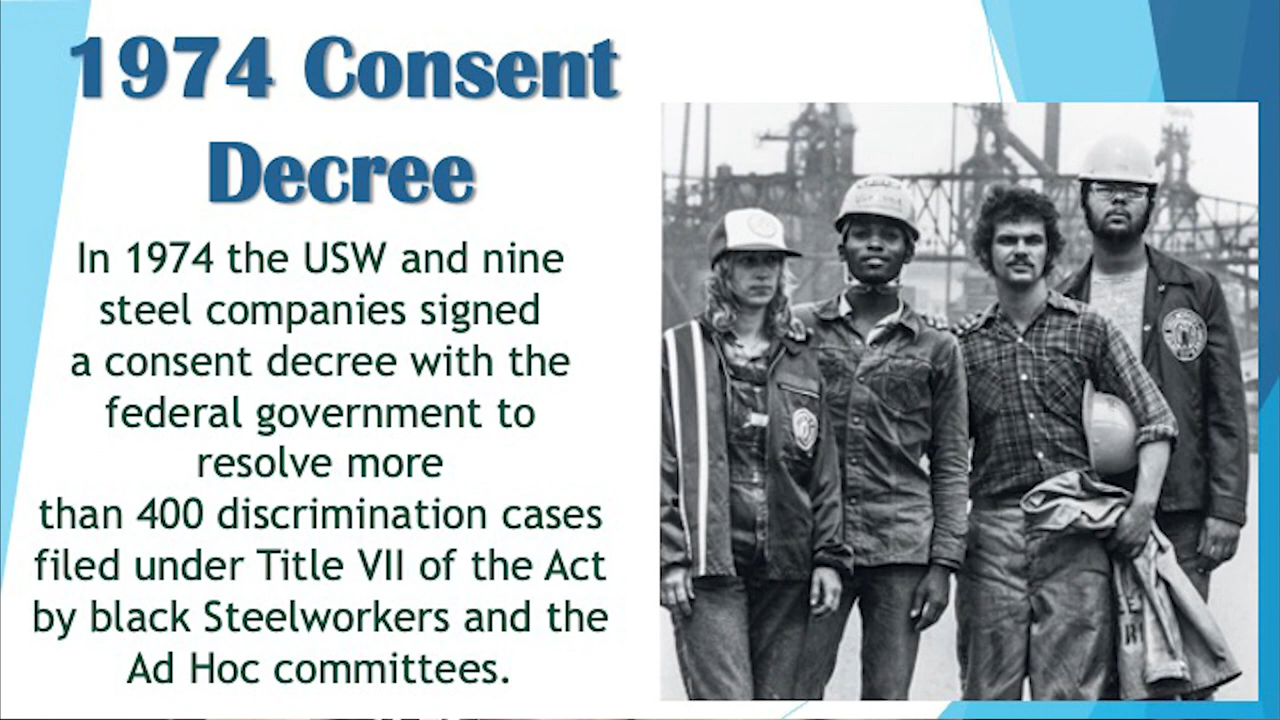 1974 Consent
Decree
In 1974 the USW and nine
steel companies signed
a consent decree with the
federal government to
resolve more
than 400 discrimination cases
filed under Title VII of the Act
by black Steelworkers and the
Ad Hoc committees.